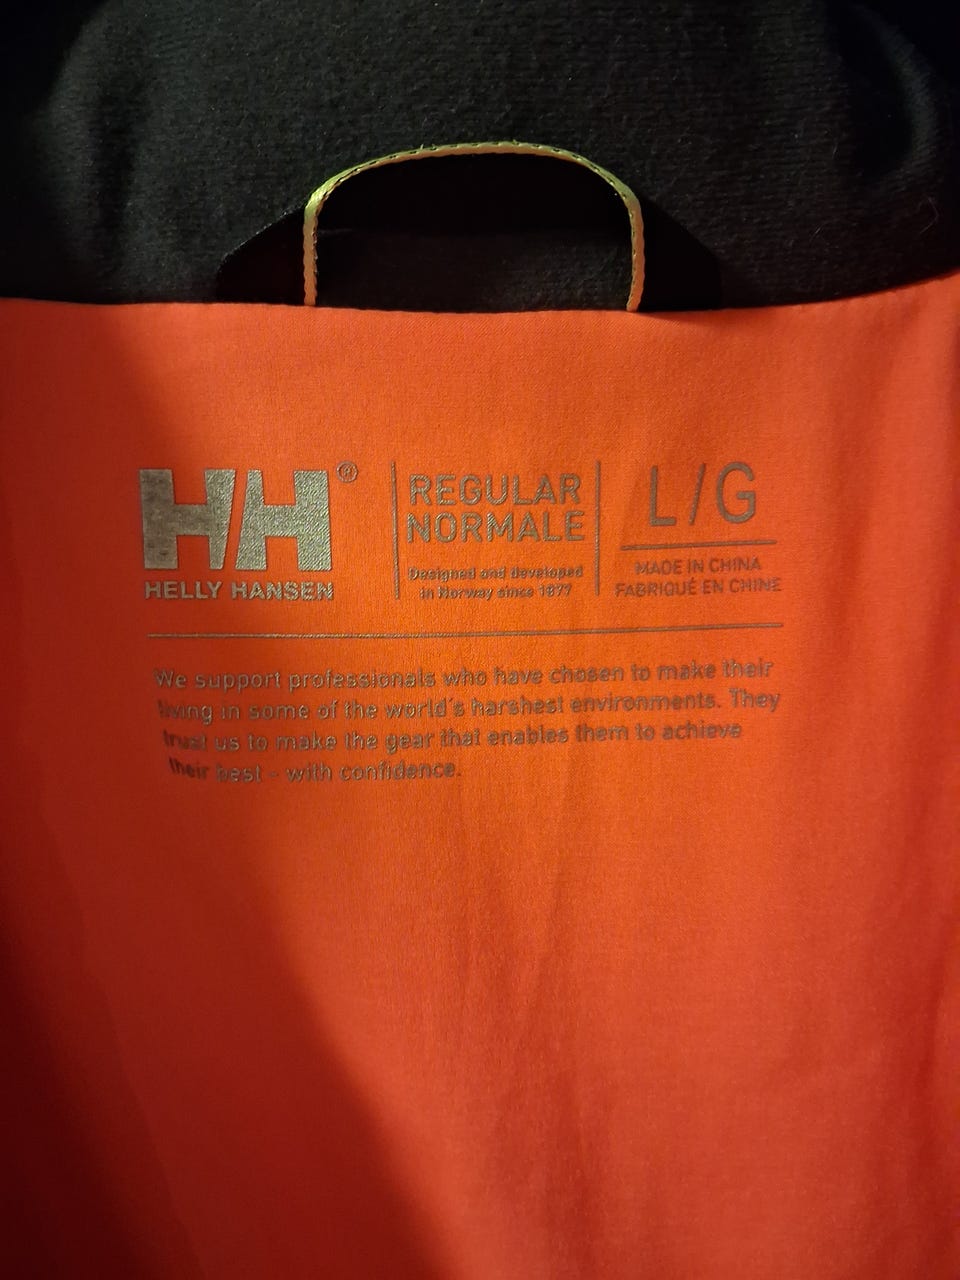 HH®
HELLY HANSEN
REGULAR
NORMALE
Designed and developed
in Norway since 1877
L/G
MADE IN CHINA
FABRIQUÉ EN CHINE
We support professionals who have chosen to make their
living in some of the world's harshest environments. They
trust us to make the gear that enables them to achieve
their best - with confidence.